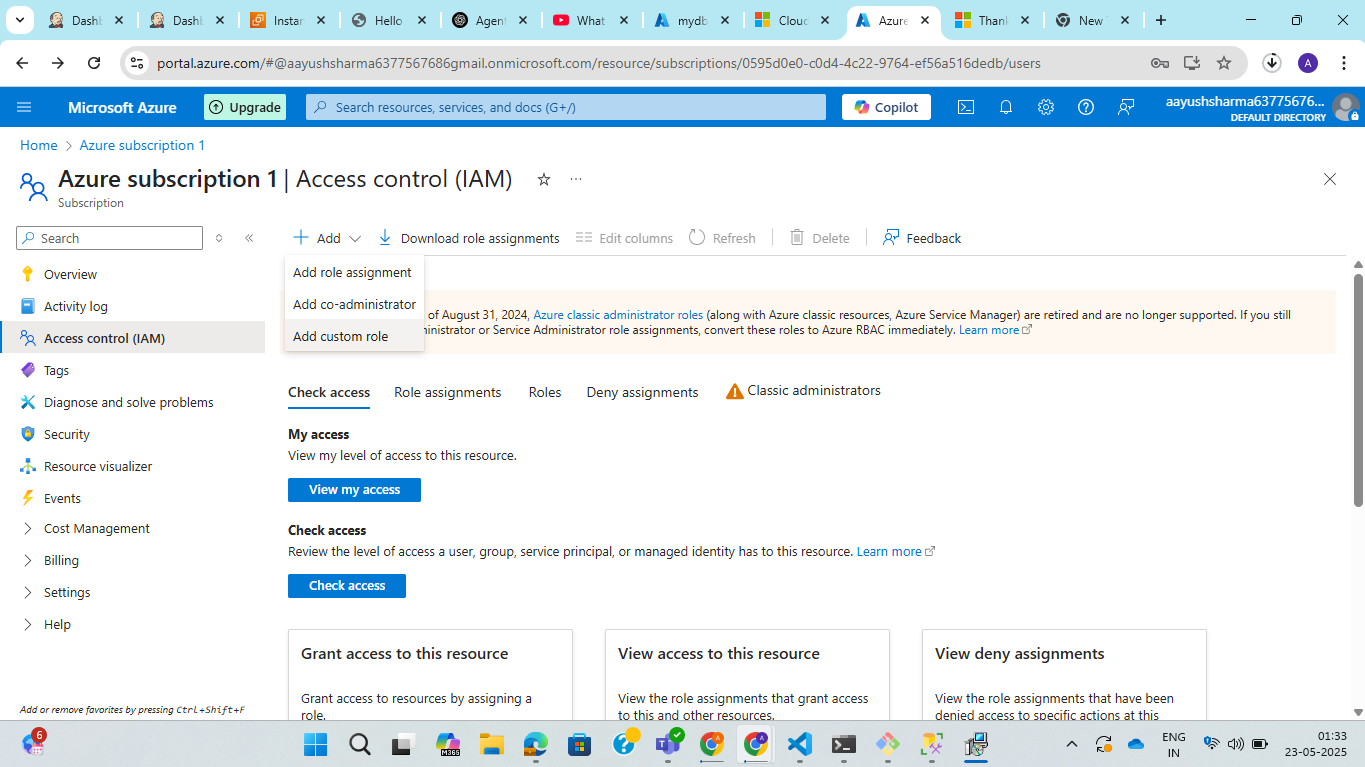 Dashb
Dashb
Instar
Hello
Agent
What
mydb
Cloud
Azure
Thank
New
portal.azure.com/#@aayushsharma6377567686gmail.onmicrosoft.com/resource/subscriptions/0595d0e0-c0d4-4c22-9764-ef56a516dedb/users
A
Microsoft Azure
Upgrade
Search resources, services, and docs (G+/)
Copilot
aayushsharma63775676...
DEFAULT DIRECTORY
Home > Azure subscription 1
Azure subscription 1 | Access control (IAM)
Subscription
Search
Add
Download role assignments
Edit columns
Refresh
Delete
Feedback
Overview
Activity log
Access control (IAM)
Tags
Diagnose and solve problems
Security
Resource visualizer
Events
Cost Management
Billing
Settings
Help
Add or remove favorites by pressing Ctrl+Shift+F
Add role assignment
Add co-administrator
Add custom role
of August 31, 2024, Azure classic administrator roles (along with Azure classic resources, Azure Service Manager) are retired and are no longer supported. If you still
ministrator or Service Administrator role assignments, convert these roles to Azure RBAC immediately. Learn more
Check access
Role assignments
Roles
Deny assignments
Classic administrators
My access
View my level of access to this resource.
View my access
Check access
Review the level of access a user, group, service principal, or managed identity has to this resource. Learn more
Check access
Grant access to this resource
Grant access to resources by assigning a
role.
View access to this resource
View the role assignments that grant access
to this and other resources.
View deny assignments
View the role assignments that have been
denied access to specific actions at this
6
M365
ENG
IN
01:33
23-05-2025